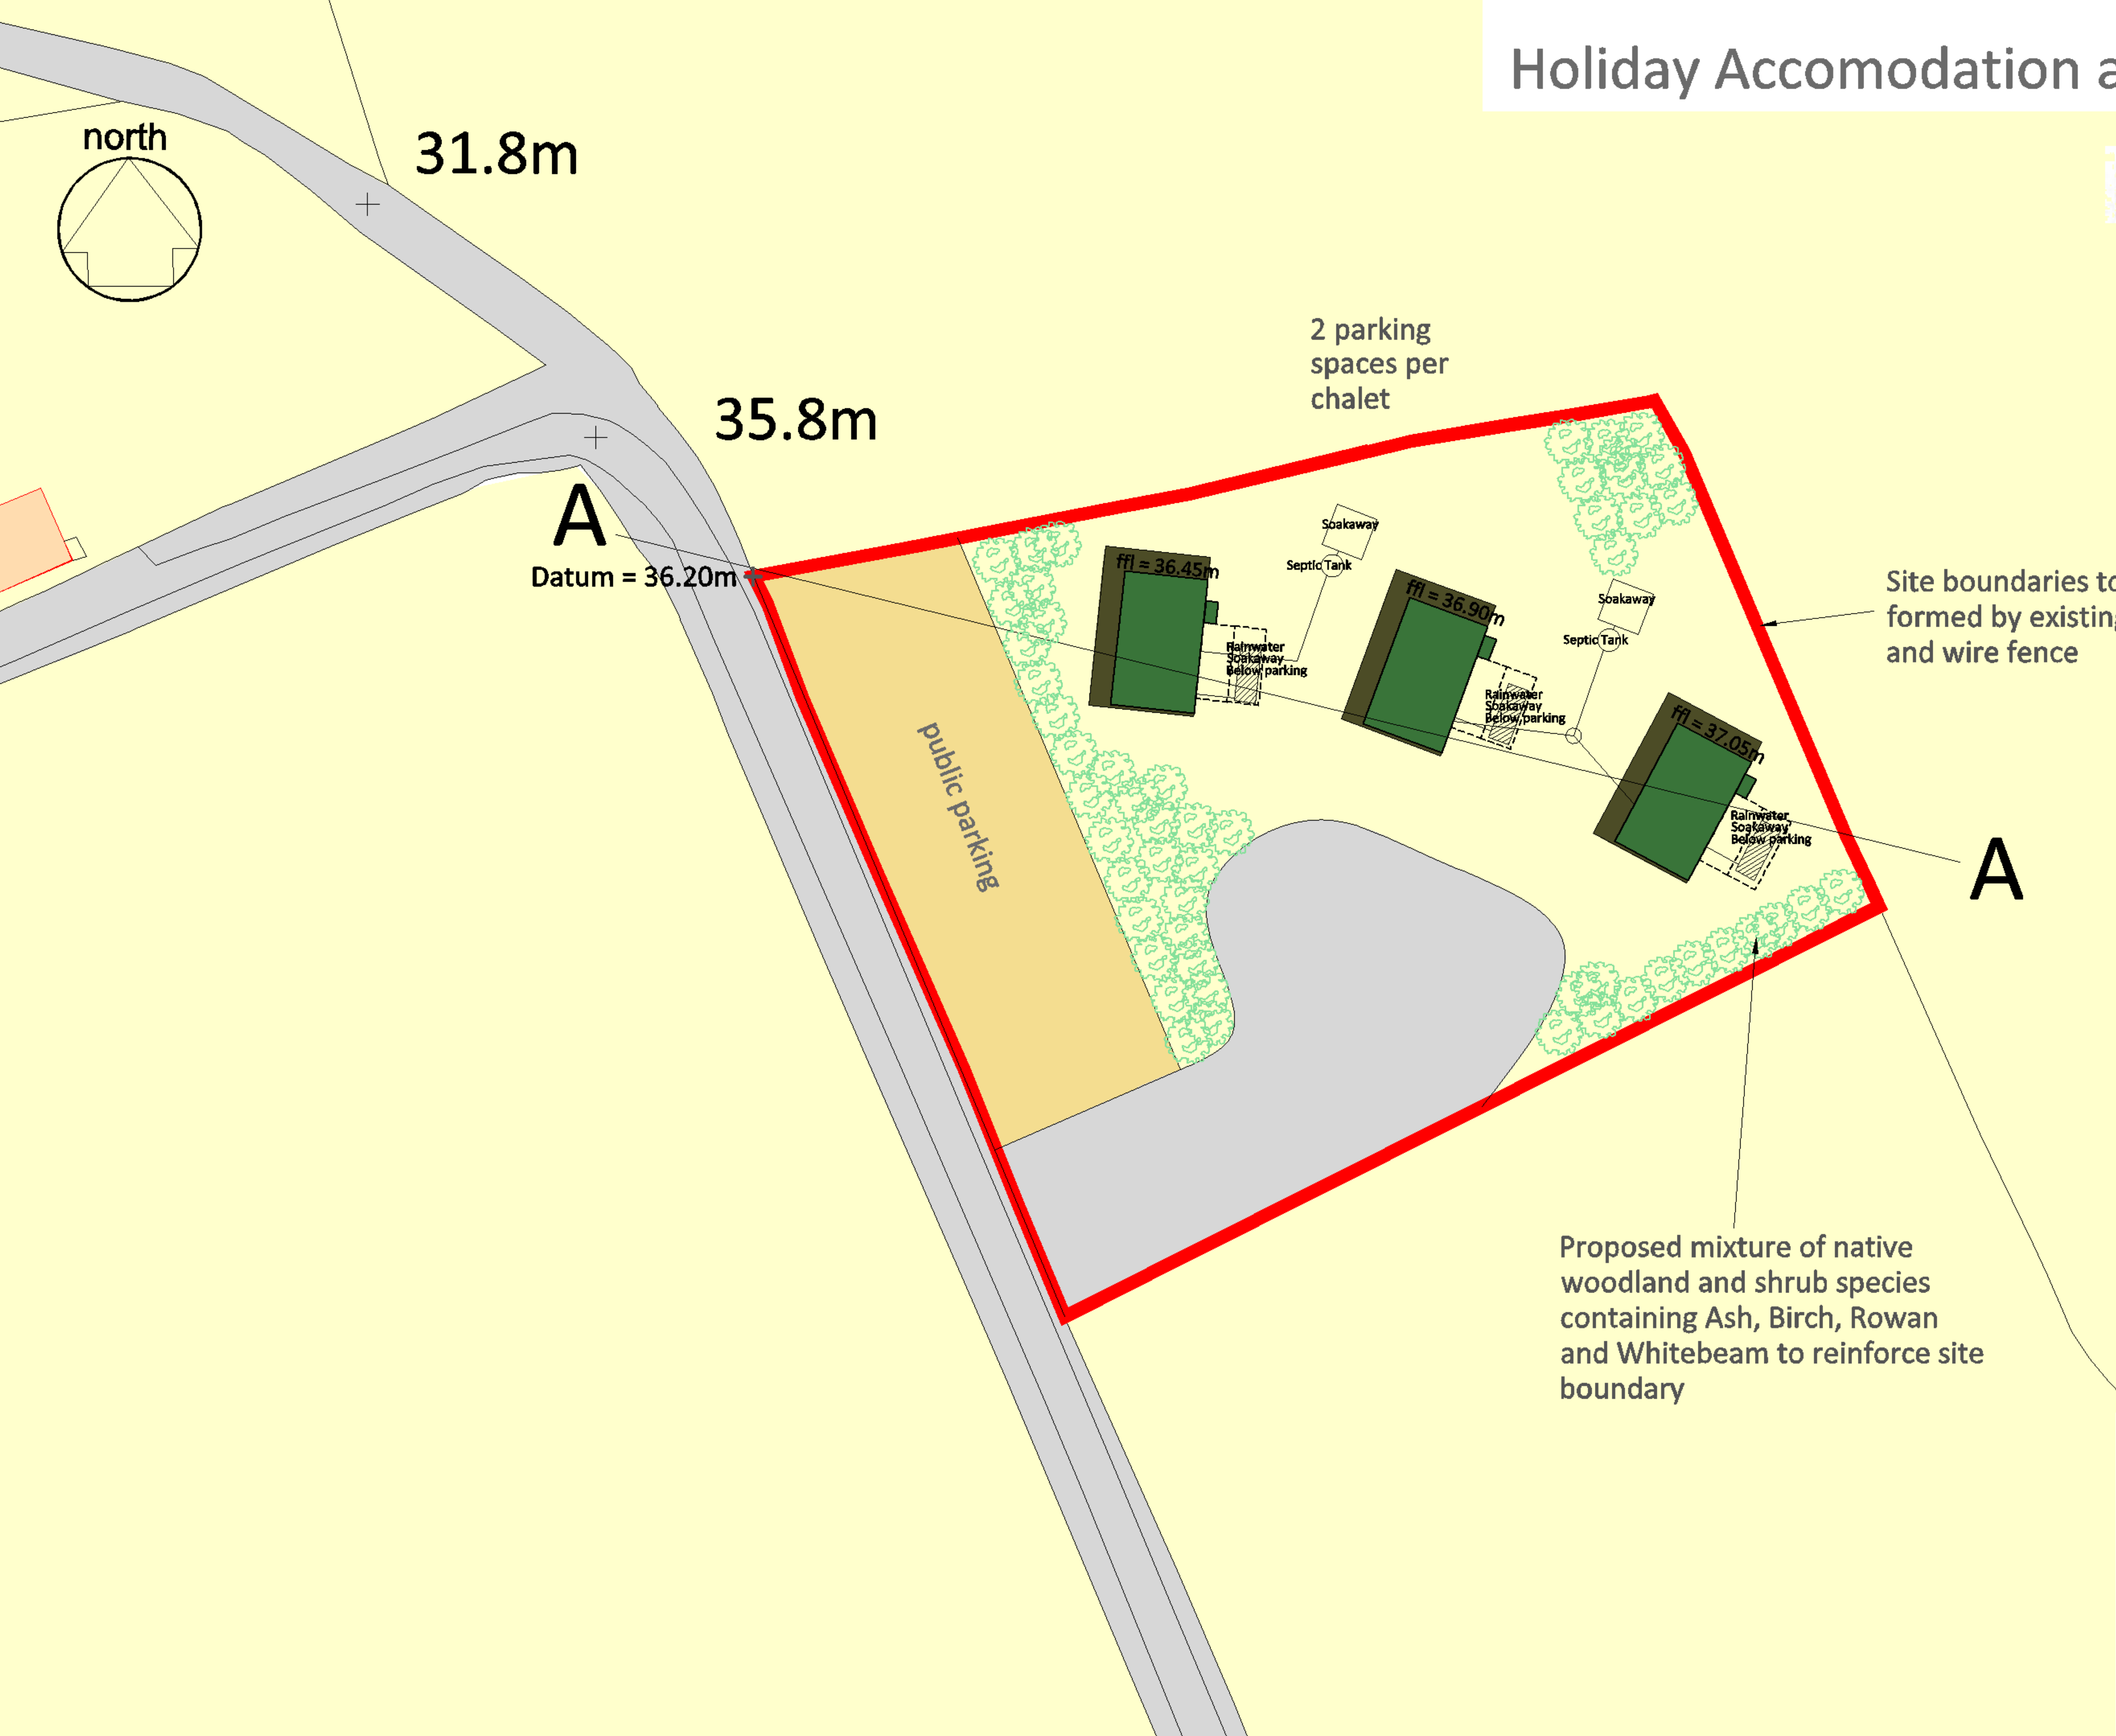 Holiday Accomodation a
north
31.8m
2 parking
spaces per
chalet
35.8m
A
Datum = 36.20m
Soakaway
Septic Tank
ffl = 36.45m
ffl = 36.90m
Soakaway
Septic Tank
Site boundaries to
formed by existing
and wire fence
Rainwater
Soakaway
Below parking
Rainwater
Soakaway
Below parking
ffl = 37.05m
Rainwater
Soakaway
Below parking
public parking
A
Proposed mixture of native
woodland and shrub species
containing Ash, Birch, Rowan
and Whitebeam to reinforce site
boundary